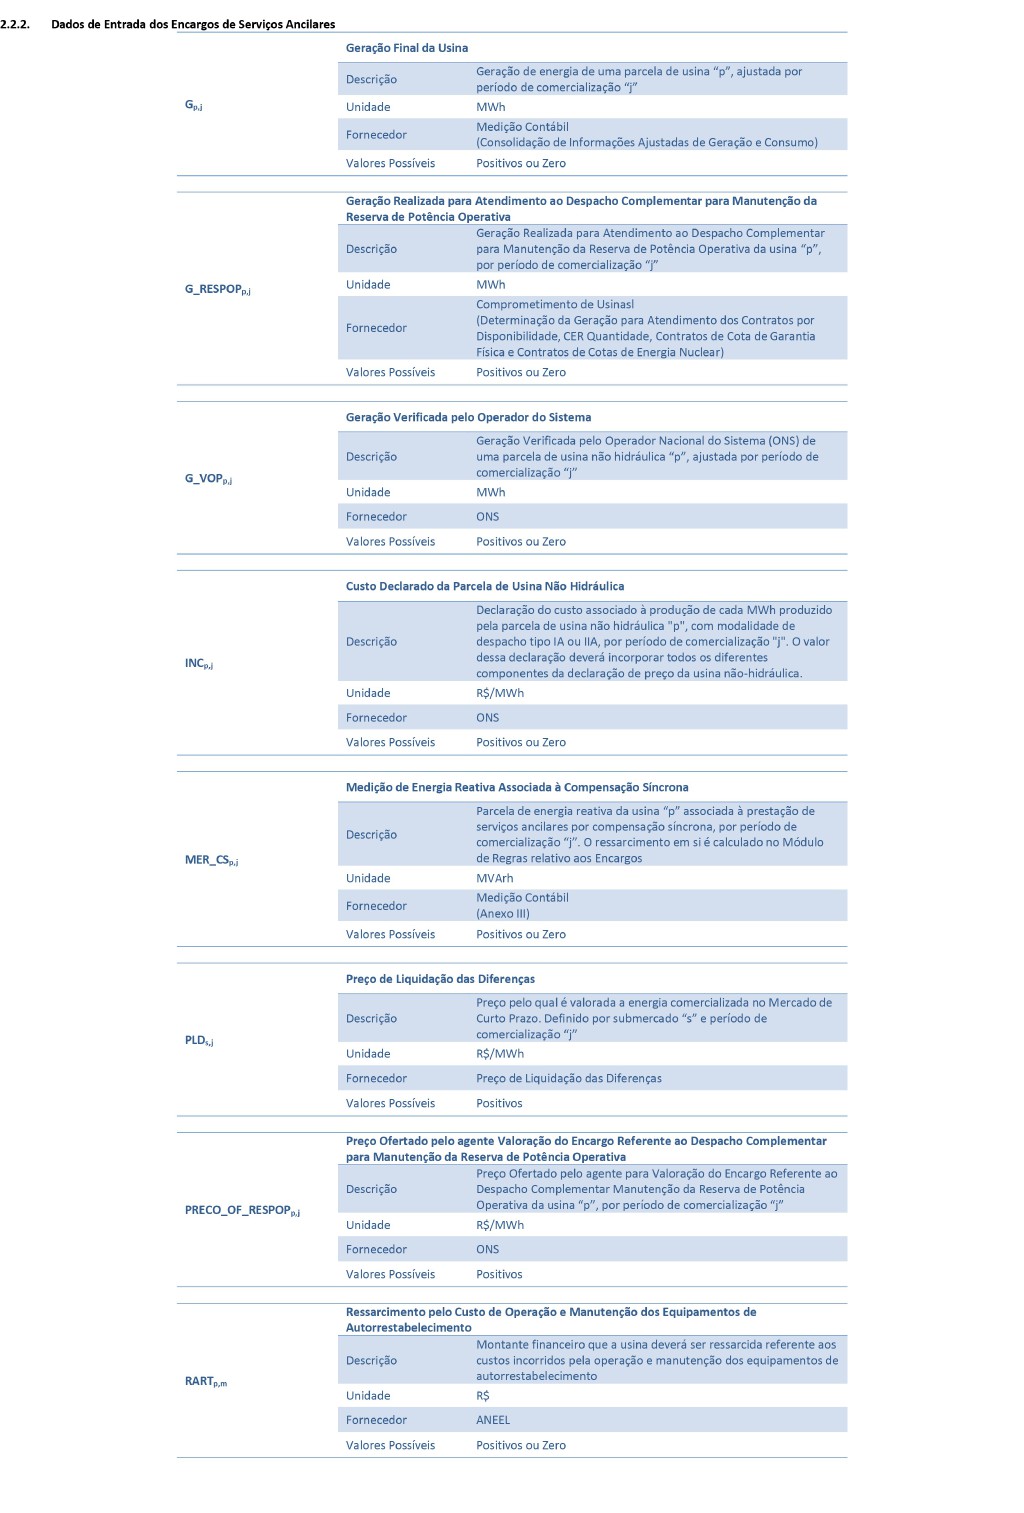 2.2.2. Dados de Entrada dos Encargos de Serviços Ancilares
Geração Final da Usina
Descrição
Geração de energia de uma parcela de usina “p”, ajustada por
período de comercialização “j”
Gp,j
Unidade
MWh
Fornecedor
Medição Contábil
(Consolidação de Informações Ajustadas de Geração e Consumo)
Valores Possíveis
Positivos ou Zero
Geração Realizada para Atendimento ao Despacho Complementar para Manutenção da
Reserva de Potência Operativa
Descrição
Geração Realizada para Atendimento ao Despacho Complementar
para Manutenção da Reserva de Potência Operativa da usina “p”,
por período de comercialização “j”
G_RESPOPp,j
Unidade
MWh
Fornecedor
Comprometimento de Usinasl
(Determinação da Geração para Atendimento dos Contratos por
Disponibilidade, CER Quantidade, Contratos de Cota de Garantia
Física e Contratos de Cotas de Energia Nuclear)
Valores Possíveis
Positivos ou Zero
Geração Verificada pelo Operador do Sistema
Descrição
Geração Verificada pelo Operador Nacional do Sistema (ONS) de
uma parcela de usina não hidráulica “p”, ajustada por período de
comercialização “j”
G_VOPp,j
Unidade
MWh
Fornecedor
ONS
Valores Possíveis
Positivos ou Zero
Custo Declarado da Parcela de Usina Não Hidráulica
Descrição
Declaração do custo associado à produção de cada MWh produzido
pela parcela de usina não hidráulica "p", com modalidade de
despacho tipo IA ou IIA, por período de comercialização "j". O valor
dessa declaração deverá incorporar todos os diferentes
componentes da declaração de preço da usina não-hidráulica.
INCp,j
Unidade
R$/MWh
Fornecedor
ONS
Valores Possíveis
Positivos ou Zero
Medição de Energia Reativa Associada à Compensação Síncrona
Descrição
Parcela de energia reativa da usina “p” associada à prestação de
serviços ancilares por compensação síncrona, por período de
comercialização “j”. O ressarcimento em si é calculado no Módulo
de Regras relativo aos Encargos
MER_CSp,j
Unidade
MVArh
Fornecedor
Medição Contábil
(Anexo III)
Valores Possíveis
Positivos ou Zero
Preço de Liquidação das Diferenças
Descrição
Preço pelo qual é valorada a energia comercializada no Mercado de
Curto Prazo. Definido por submercado “s” e período de
comercialização “j”
PLDs,j
Unidade
R$/MWh
Fornecedor
Preço de Liquidação das Diferenças
Valores Possíveis
Positivos
Preço Ofertado pelo agente Valoração do Encargo Referente ao Despacho Complementar
para Manutenção da Reserva de Potência Operativa
Descrição
Preço Ofertado pelo agente para Valoração do Encargo Referente ao
Despacho Complementar Manutenção da Reserva de Potência
Operativa da usina “p”, por período de comercialização “j”
PRECO_OF_RESPOPp,j
Unidade
R$/MWh
Fornecedor
ONS
Valores Possíveis
Positivos
Ressarcimento pelo Custo de Operação e Manutenção dos Equipamentos de
Autorrestabelecimento
Descrição
Montante financeiro que a usina deverá ser ressarcida referente aos
custos incorridos pela operação e manutenção dos equipamentos de
autorrestabelecimento
RARTp,m
Unidade
R$
Fornecedor
ANEEL
Valores Possíveis
Positivos ou Zero